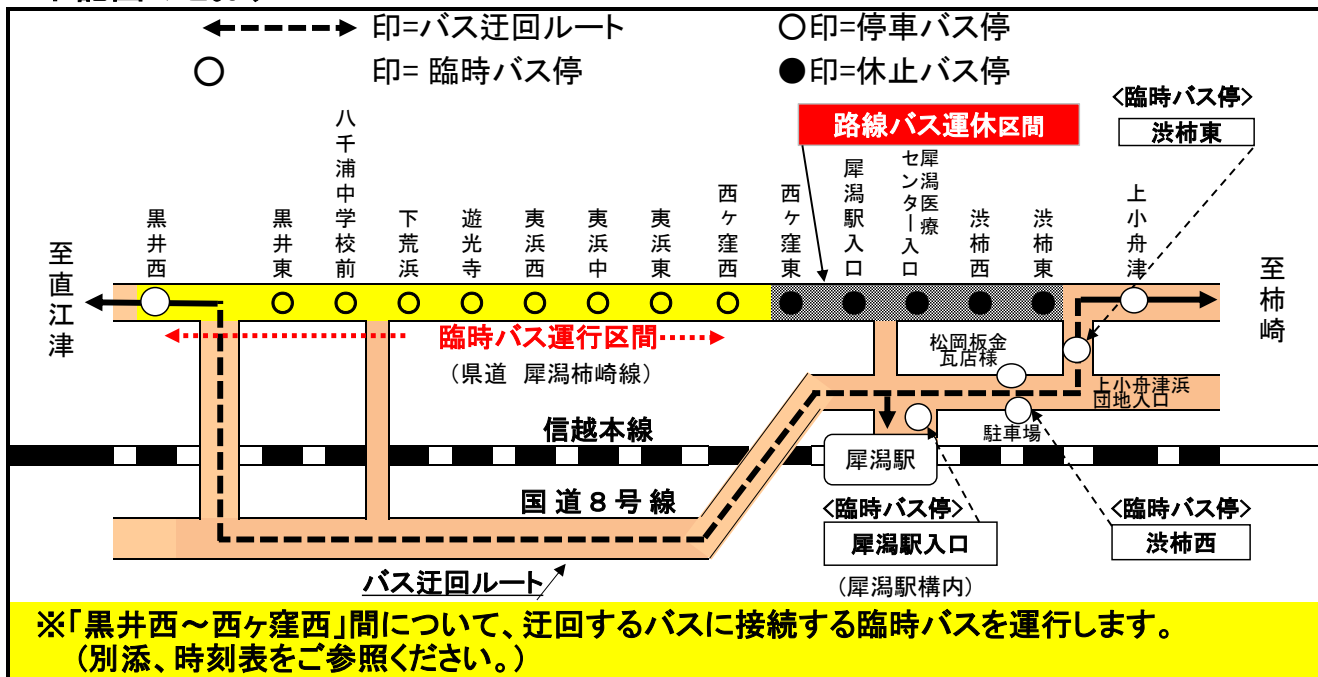 印=バス迂回ルート
○印=停車バス停
○ 印= 臨時バス停
●印=休止バス停
<臨時バス停>
渋柿東
路線バス運休区間
至直江津
黒井西
黒井東
八千浦中学校前
下荒浜
遊光寺
夷浜西
夷浜中
夷浜東
西ヶ窪西
西ヶ窪東
犀潟駅入口
犀潟医療
センター入口
渋柿西
渋柿東
上小舟津
至柿崎
臨時バス運行区間
(県道 犀潟柿崎線)
松岡板金
瓦店様
上小舟津浜
団地入口
駐車場
信越本線
犀潟駅
国道8号線
<臨時バス停>
犀潟駅入口
(犀潟駅構内)
<臨時バス停>
渋柿西
バス迂回ルート
※「黒井西～西ヶ窪西」間について、迂回するバスに接続する臨時バスを運行します。
(別添、時刻表をご参照ください。)